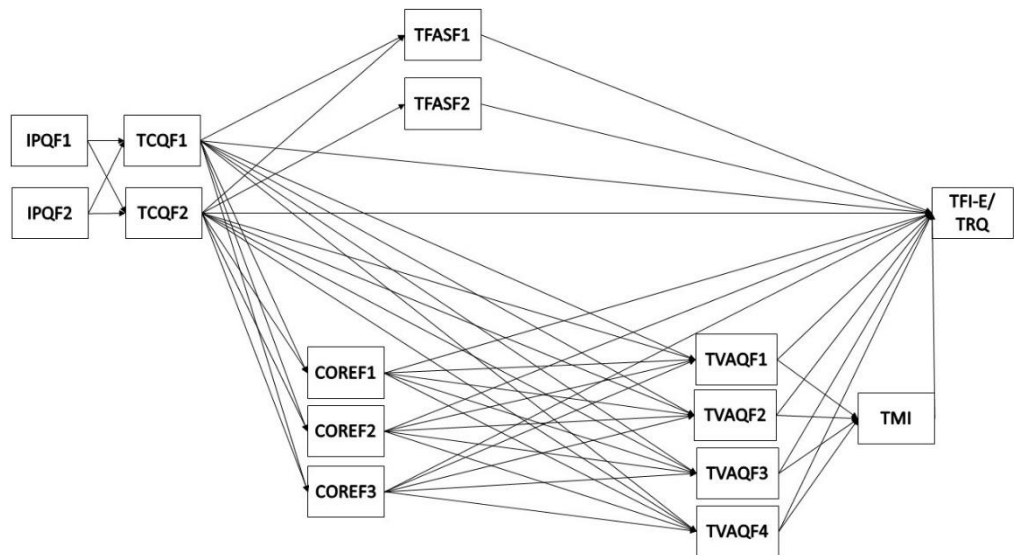 TFASF1
TFASF2
IPQF1
TCQF1
IPQF2
TCQF2
TFI-E/
TRQ
COREF1
COREF2
COREF3
TVAQF1
TVAQF2
TVAQF3
TVAQF4
TMI